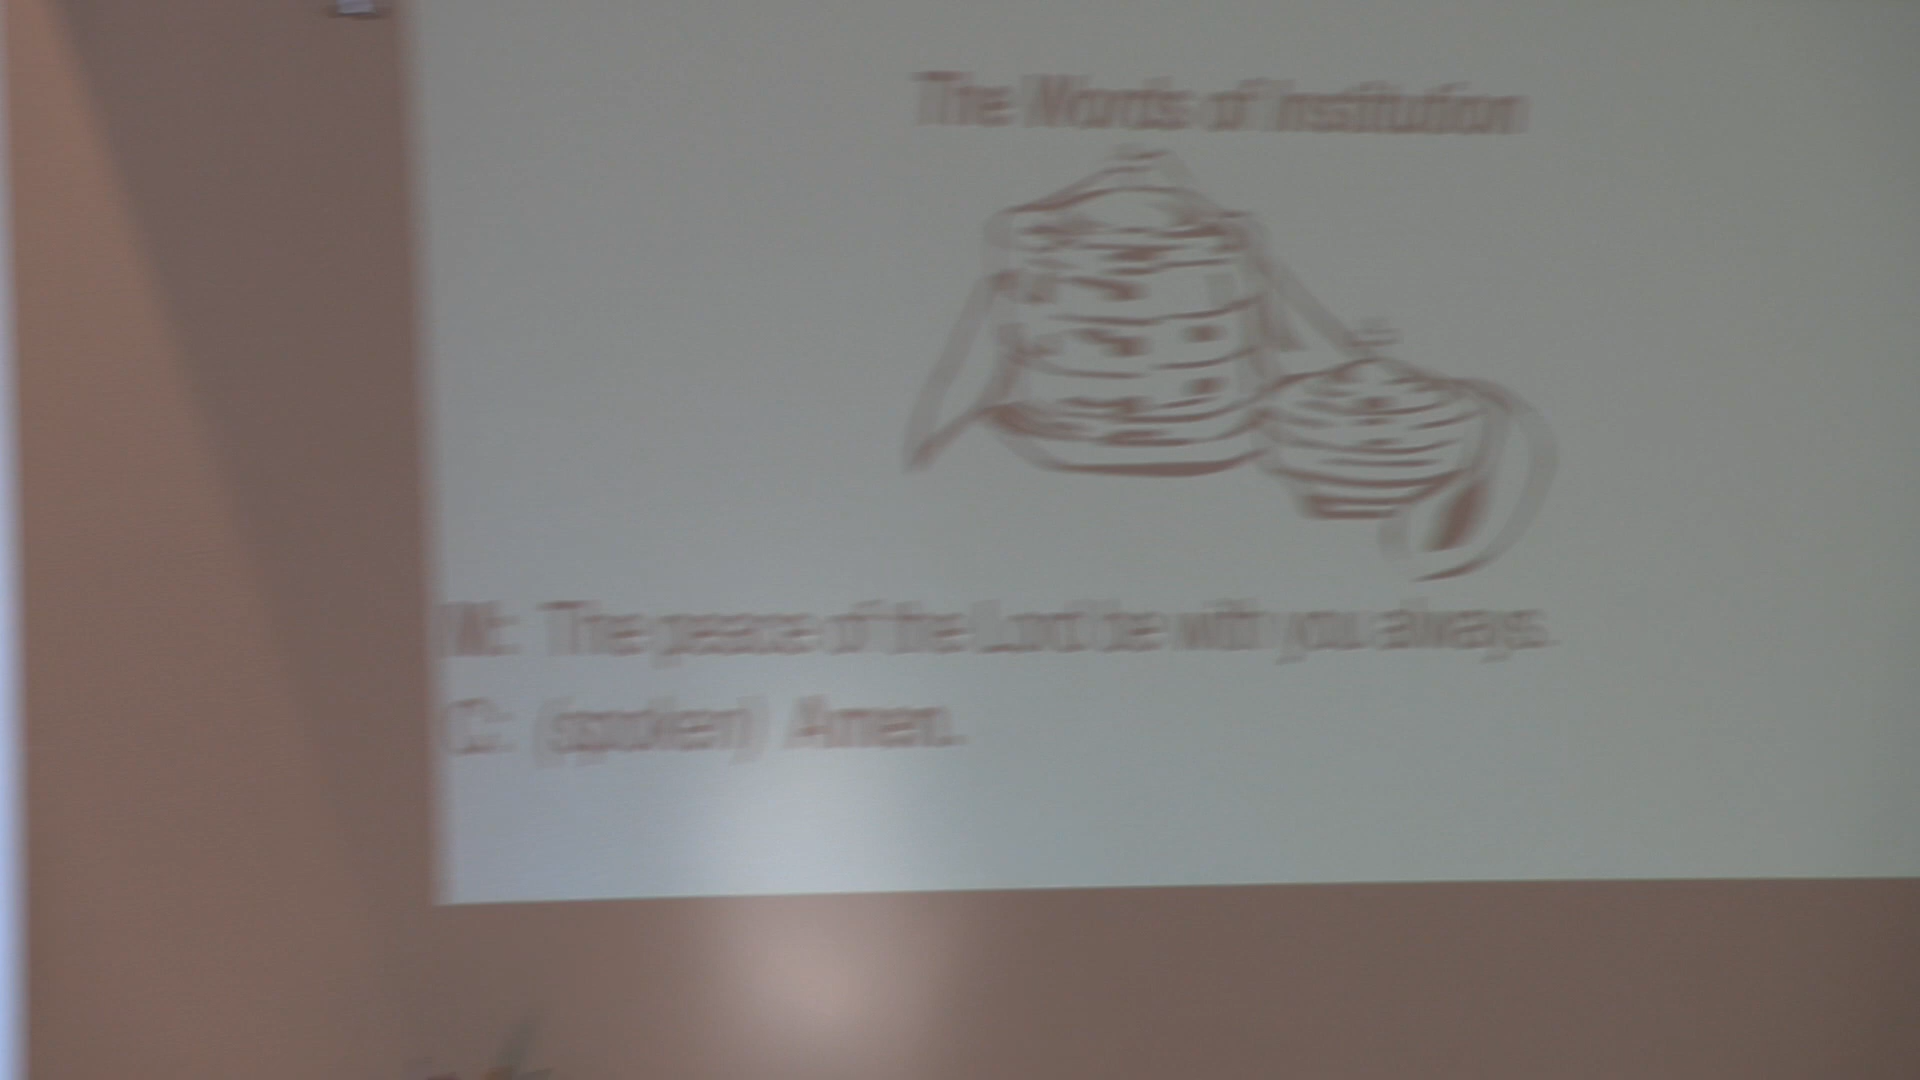 The Words of Institution
M: The peace of the Lord be with you always.
C: (spoken) Amen.